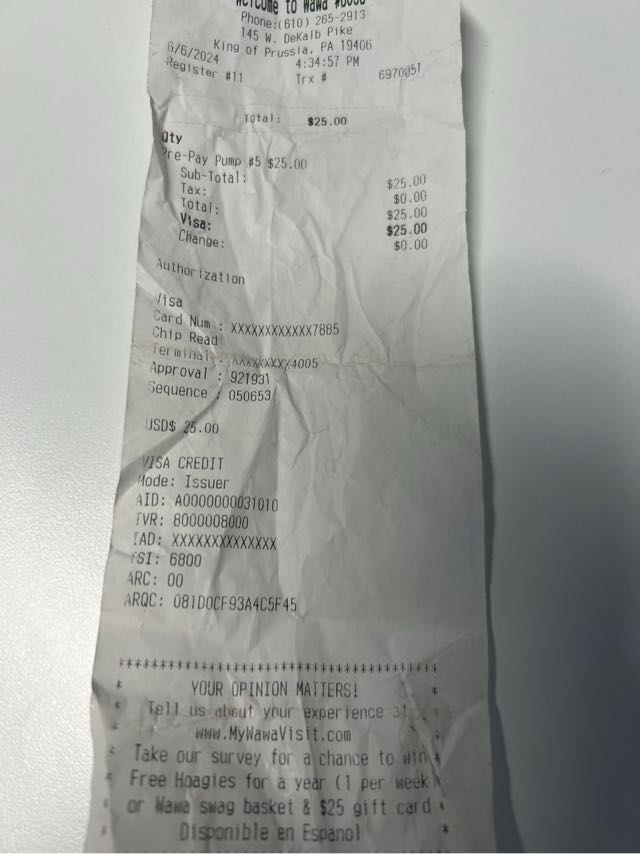 Welcome to Wawa
Phone:(610) 265-2913
145 W. DeKalb Pike
King of Prussia, PA 19406
6/6/2024 4:34:57 PM
Register #11 Trx # 6970051
Total: $25.00
Qty
Pre-Pay Pump #5 $25.00
Sub-Total: $25.00
Tax: $0.00
Total: $25.00
Visa: $25.00
Change: $0.00
Authorization
Visa
Card Num : XXXXXXXXXXXX7885
Chip Read
Terminal : XXXXXXXXX4005
Approval : 921931
Sequence : 050653
USD$ 25.00
VISA CREDIT
Mode: Issuer
AID: A0000000031010
TVR: 8000008000
IAD: XXXXXXXXXXXXXX
TSI: 6800
ARC: 00
ARQC: 081D0CF93A4C5F45
YOUR OPINION MATTERS!
Tell us about your experience at
www.MyWawaVisit.com
Take our survey for a chance to win
Free Hoagies for a year (1 per week)
or Wawa swag basket & $25 gift card
Disponible en Espanol